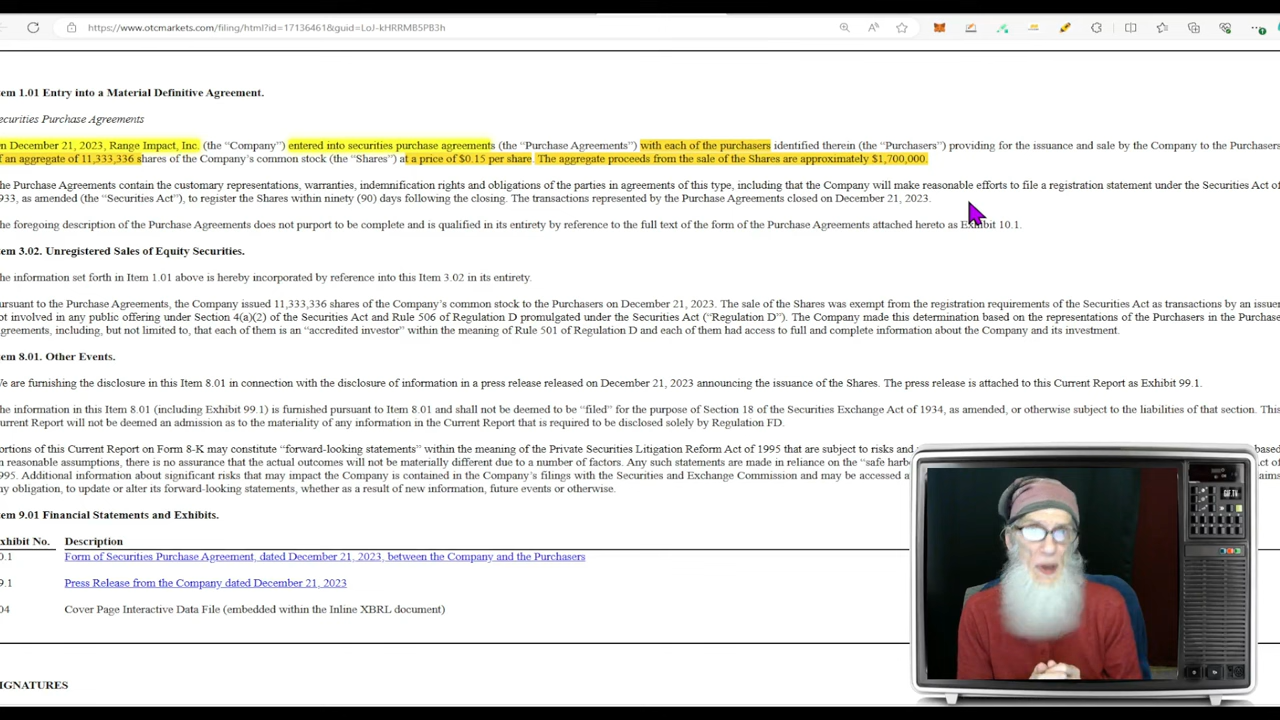 https://www.otcmarkets.com/filing/html?id=17136461&guid=LoJ-kHRRMB5PB3h
tem 1.01 Entry into a Material Definitive Agreement.
ecurities Purchase Agreements
n December 21, 2023, Range Impact, Inc. (the “Company”) entered into securities purchase agreements (the “Purchase Agreements”) with each of the purchasers identified therein (the “Purchasers”) providing for the issuance and sale by the Company to the Purchasers
f an aggregate of 11,333,336 shares of the Company’s common stock (the “Shares”) at a price of $0.15 per share. The aggregate proceeds from the sale of the Shares are approximately $1,700,000.
he Purchase Agreements contain the customary representations, warranties, indemnification rights and obligations of the parties in agreements of this type, including that the Company will make reasonable efforts to file a registration statement under the Securities Act of
933, as amended (the “Securities Act”), to register the Shares within ninety (90) days following the closing. The transactions represented by the Purchase Agreements closed on December 21, 2023.
he foregoing description of the Purchase Agreements does not purport to be complete and is qualified in its entirety by reference to the full text of the form of the Purchase Agreements attached hereto as Exhibit 10.1.
tem 3.02. Unregistered Sales of Equity Securities.
he information set forth in Item 1.01 above is hereby incorporated by reference into this Item 3.02 in its entirety.
ursuant to the Purchase Agreements, the Company issued 11,333,336 shares of the Company’s common stock to the Purchasers on December 21, 2023. The sale of the Shares was exempt from the registration requirements of the Securities Act as transactions by an issuer
ot involved in any public offering under Section 4(a)(2) of the Securities Act and Rule 506 of Regulation D promulgated under the Securities Act (“Regulation D”). The Company made this determination based on the representations of the Purchasers in the Purchase
greements, including, but not limited to, that each of them is an “accredited investor” within the meaning of Rule 501 of Regulation D and each of them had access to full and complete information about the Company and its investment.
tem 8.01. Other Events.
e are furnishing the disclosure in this Item 8.01 in connection with the disclosure of information in a press release released on December 21, 2023 announcing the issuance of the Shares. The press release is attached to this Current Report as Exhibit 99.1.
he information in this Item 8.01 (including Exhibit 99.1) is furnished pursuant to Item 8.01 and shall not be deemed to be “filed” for the purpose of Section 18 of the Securities Exchange Act of 1934, as amended, or otherwise subject to the liabilities of that section. This
urrent Report will not be deemed an admission as to the materiality of any information in the Current Report that is required to be disclosed solely by Regulation FD.
ortions of this Current Report on Form 8-K may constitute “forward-looking statements” within the meaning of the Private Securities Litigation Reform Act of 1995 that are subject to risks and based
n reasonable assumptions, there is no assurance that the actual outcomes will not be materially different due to a number of factors. Any such statements are made in reliance on the “safe harb
995. Additional information about significant risks that may impact the Company is contained in the Company’s filings with the Securities and Exchange Commission and may be accessed a aims
ny obligation, to update or alter its forward-looking statements, whether as a result of new information, future events or otherwise.
tem 9.01 Financial Statements and Exhibits.
xhibit No. Description
0.1 Form of Securities Purchase Agreement, dated December 21, 2023, between the Company and the Purchasers
9.1 Press Release from the Company dated December 21, 2023
04 Cover Page Interactive Data File (embedded within the Inline XBRL document)
IGNATURES